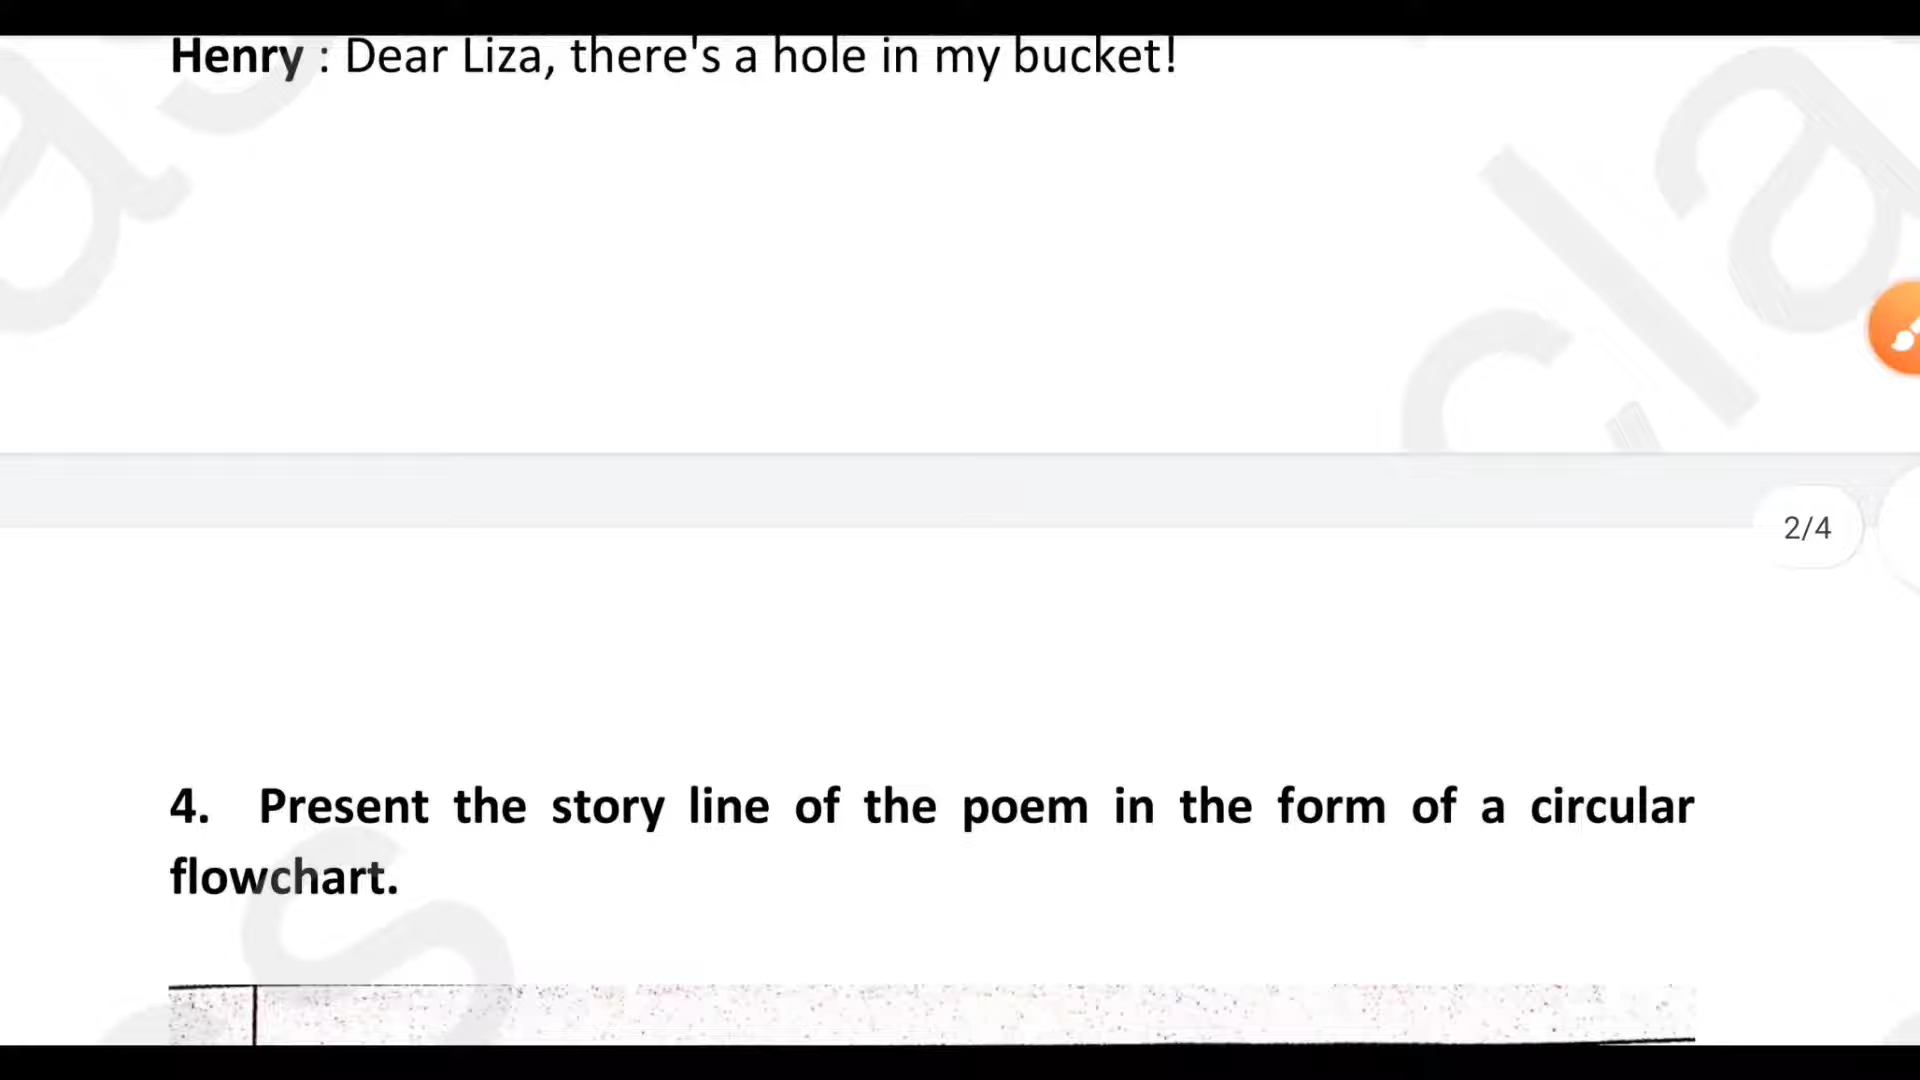 Henry : Dear Liza, there's a hole in my bucket!
2/4
4. Present the story line of the poem in the form of a circular
flowchart.